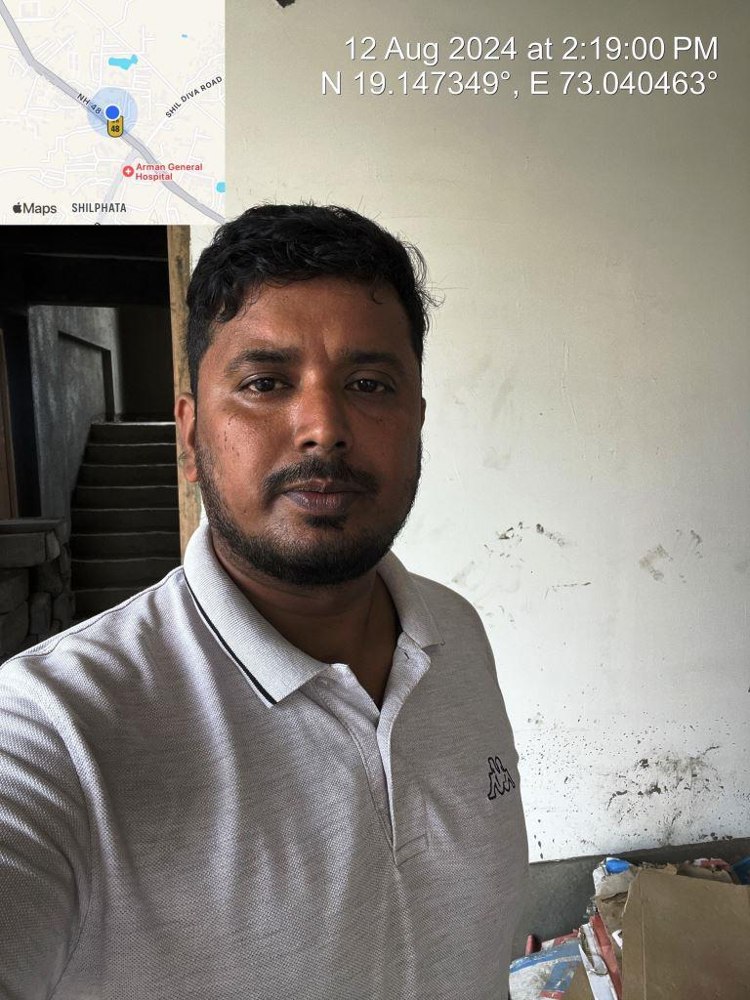 12 Aug 2024 at 2:19:00 PM
N 19.147349°, E 73.040463°
NH 48
SHIL DIVA ROAD
48
Arman General
Hospital
Maps
SHILPHATA